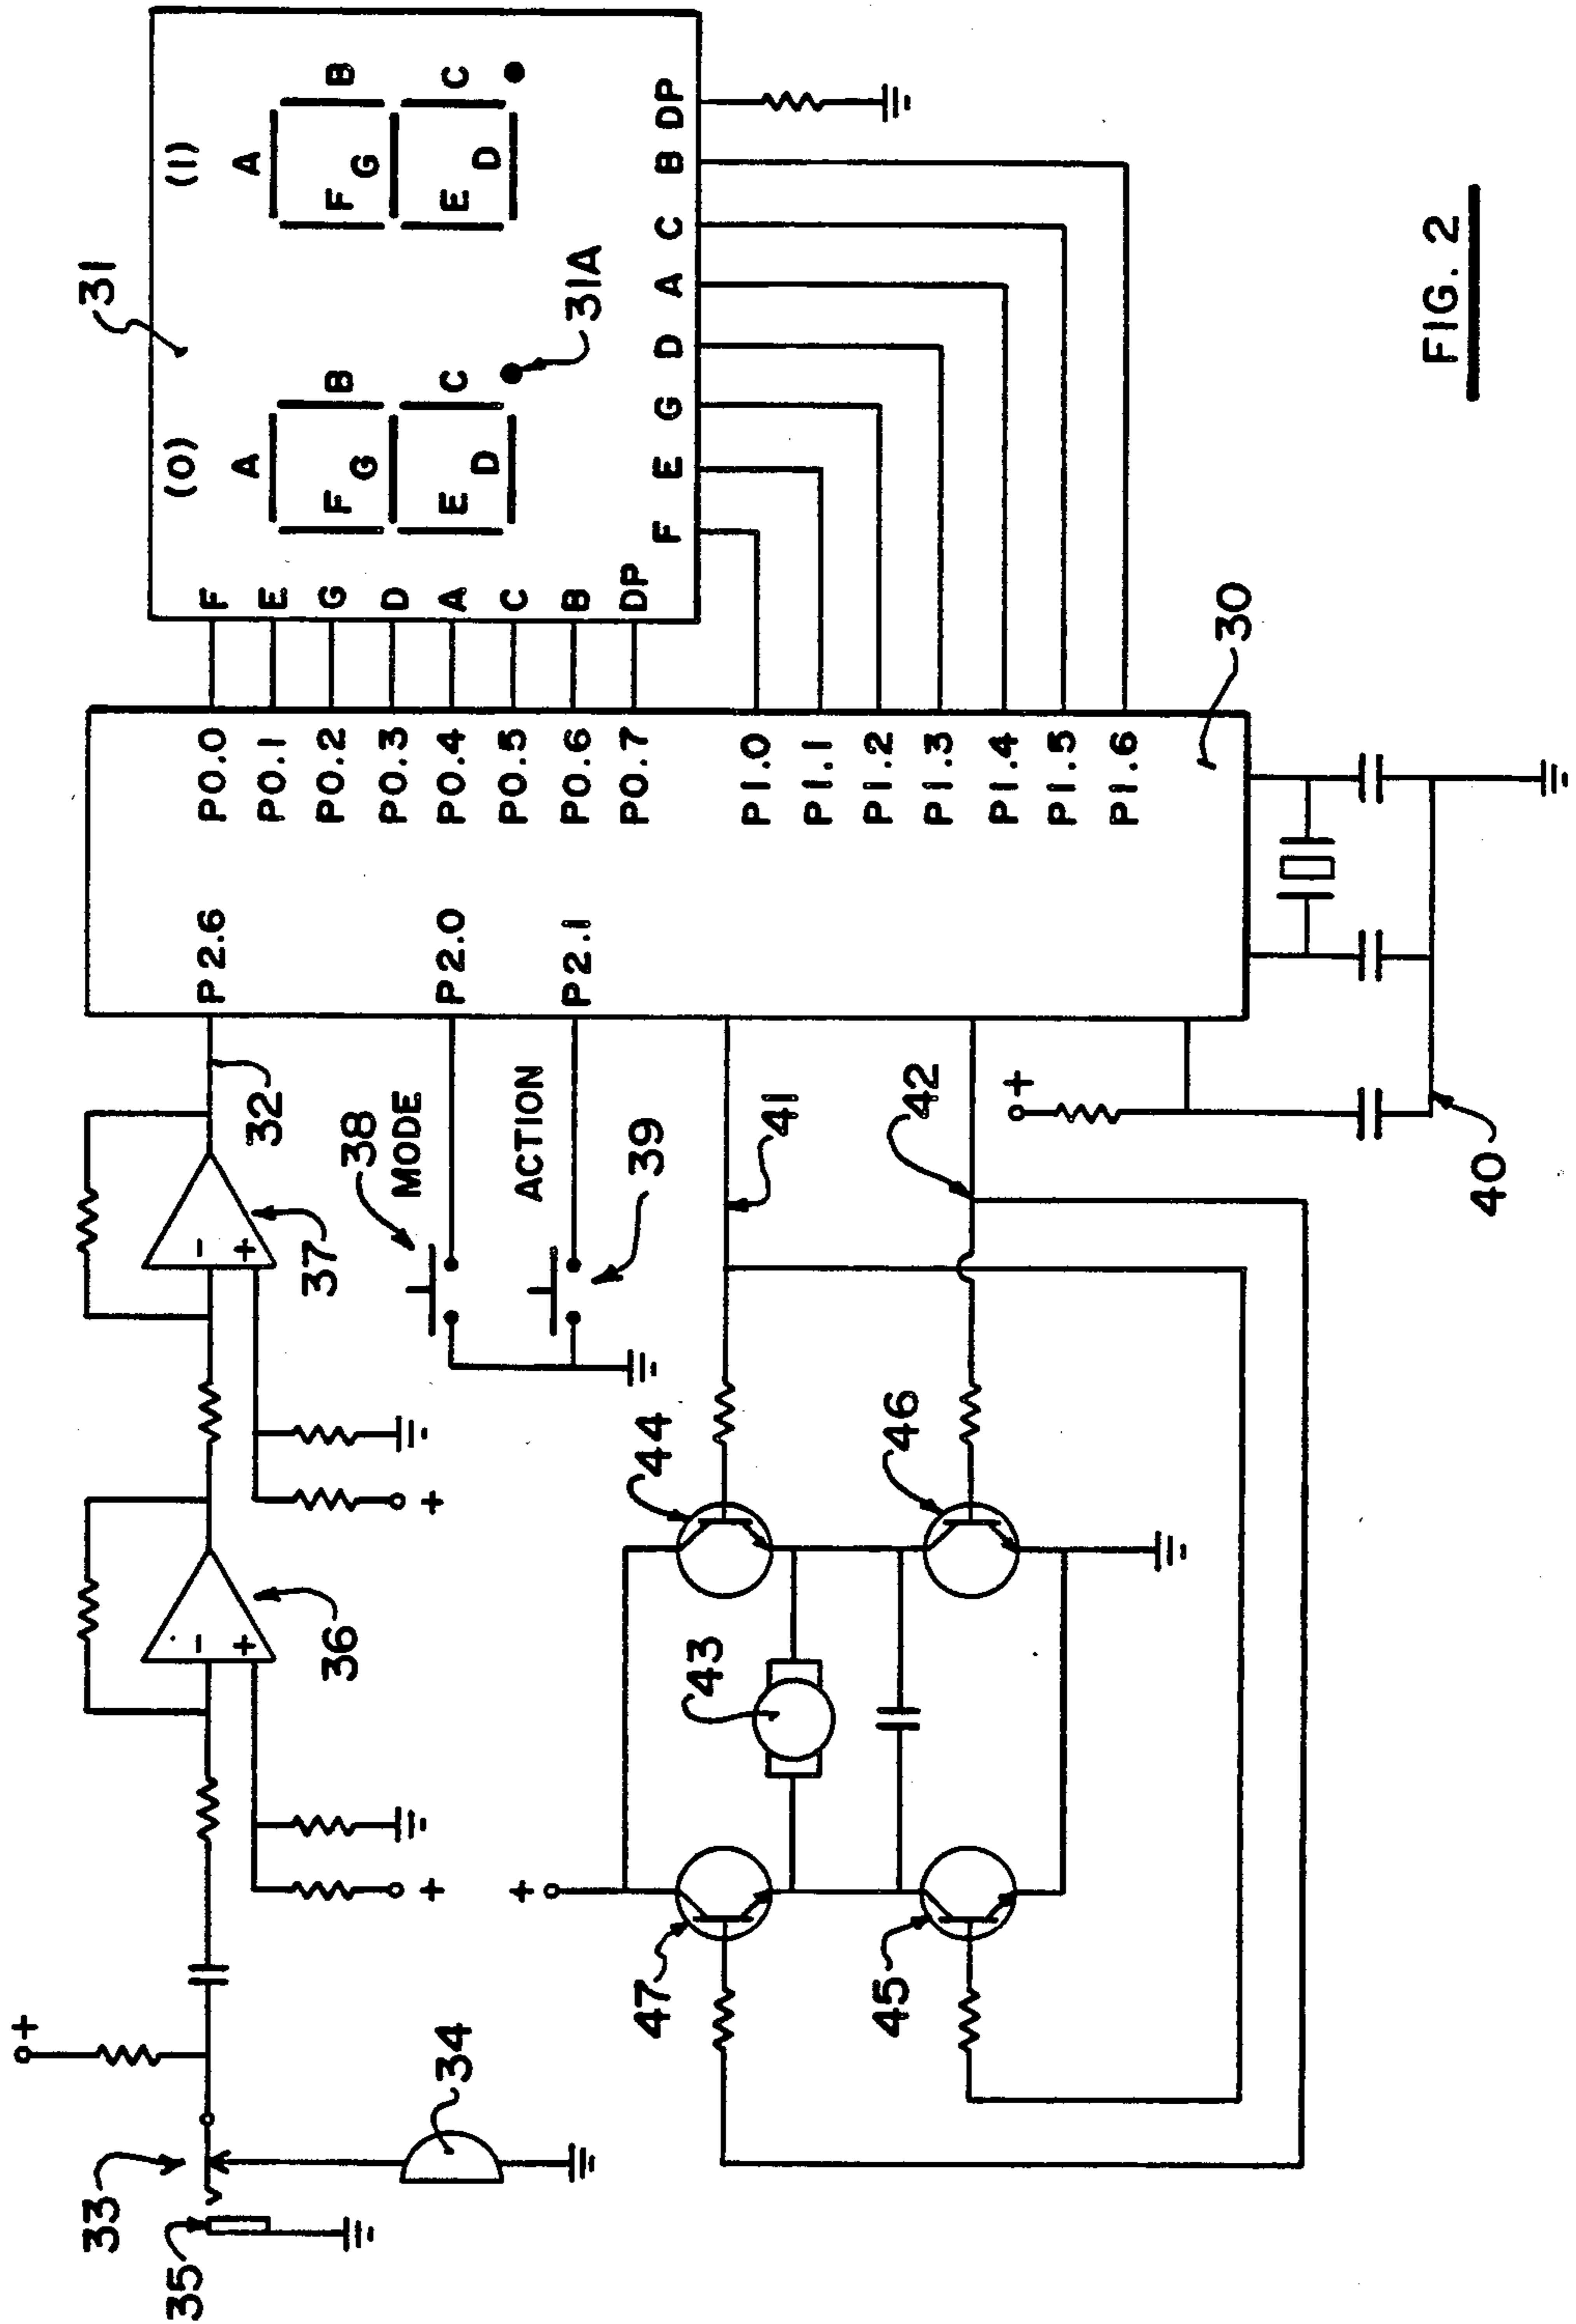 31
(0)
(1)
A
F
B
G
E
C
D
A
F
B
G
E
C
D
31A
F
E
G
D
A
C
B
DP
F
E
G
D
A
C
B
DP
P2.6
P2.0
P2.1
P0.0
P0.1
P0.2
P0.3
P0.4
P0.5
P0.6
P0.7
P1.0
P1.1
P1.2
P1.3
P1.4
P1.5
P1.6
30
33
35
34
+
+
-
+
36
+
-
+
37
32
38
MODE
ACTION
39
41
42
+
40
+
47
44
43
45
46
FIG. 2